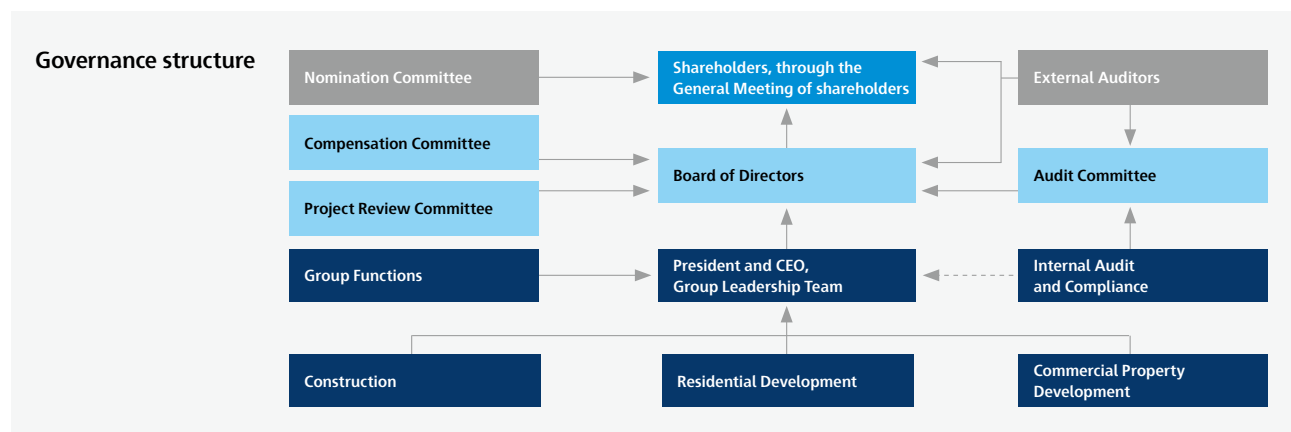 Governance structure
Nomination Committee
Shareholders, through the
General Meeting of shareholders
External Auditors
Compensation Committee
Board of Directors
Audit Committee
Project Review Committee
Group Functions
President and CEO,
Group Leadership Team
Internal Audit
and Compliance
Construction
Residential Development
Commercial Property
Development